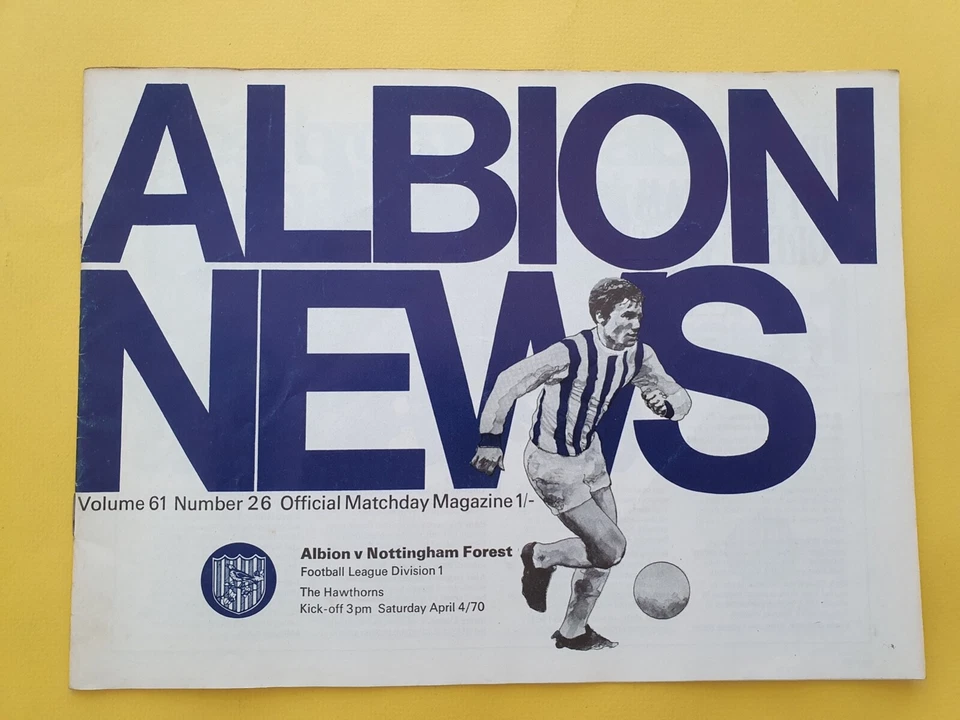 ALBION
NEWS
Volume 61 Number 26 Official Matchday Magazine 1/-
Albion v Nottingham Forest
Football League Division 1
The Hawthorns
Kick-off 3pm Saturday April 4/70